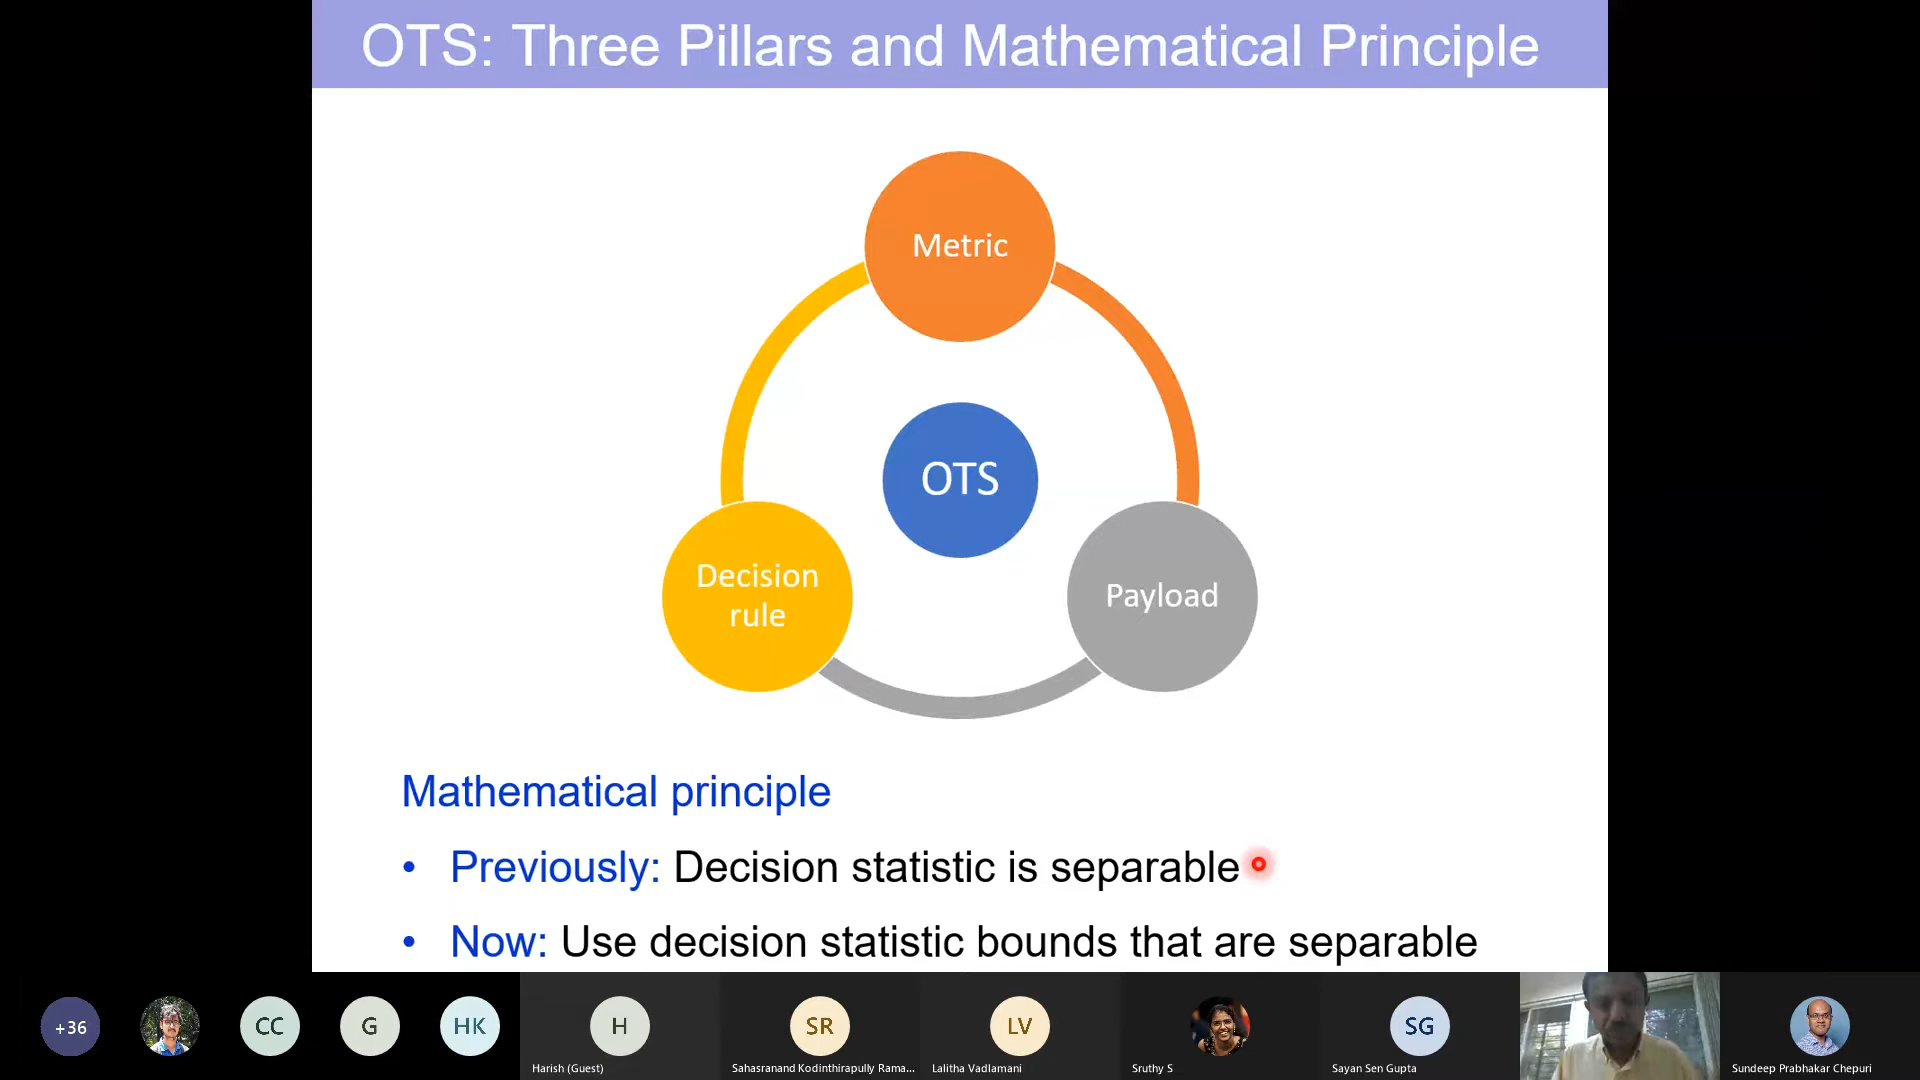 OTS: Three Pillars and Mathematical Principle
Metric
OTS
Decision
rule
Payload
Mathematical principle
• Previously: Decision statistic is separable
• Now: Use decision statistic bounds that are separable
+36
CC
G
HK
H
SR
LV
SG
Harish (Guest)
Sahasranand Kodinthirapully Rama...
Lalitha Vadlamani
Sruthy S
Sayan Sen Gupta
Sundeep Prabhakar Chepuri